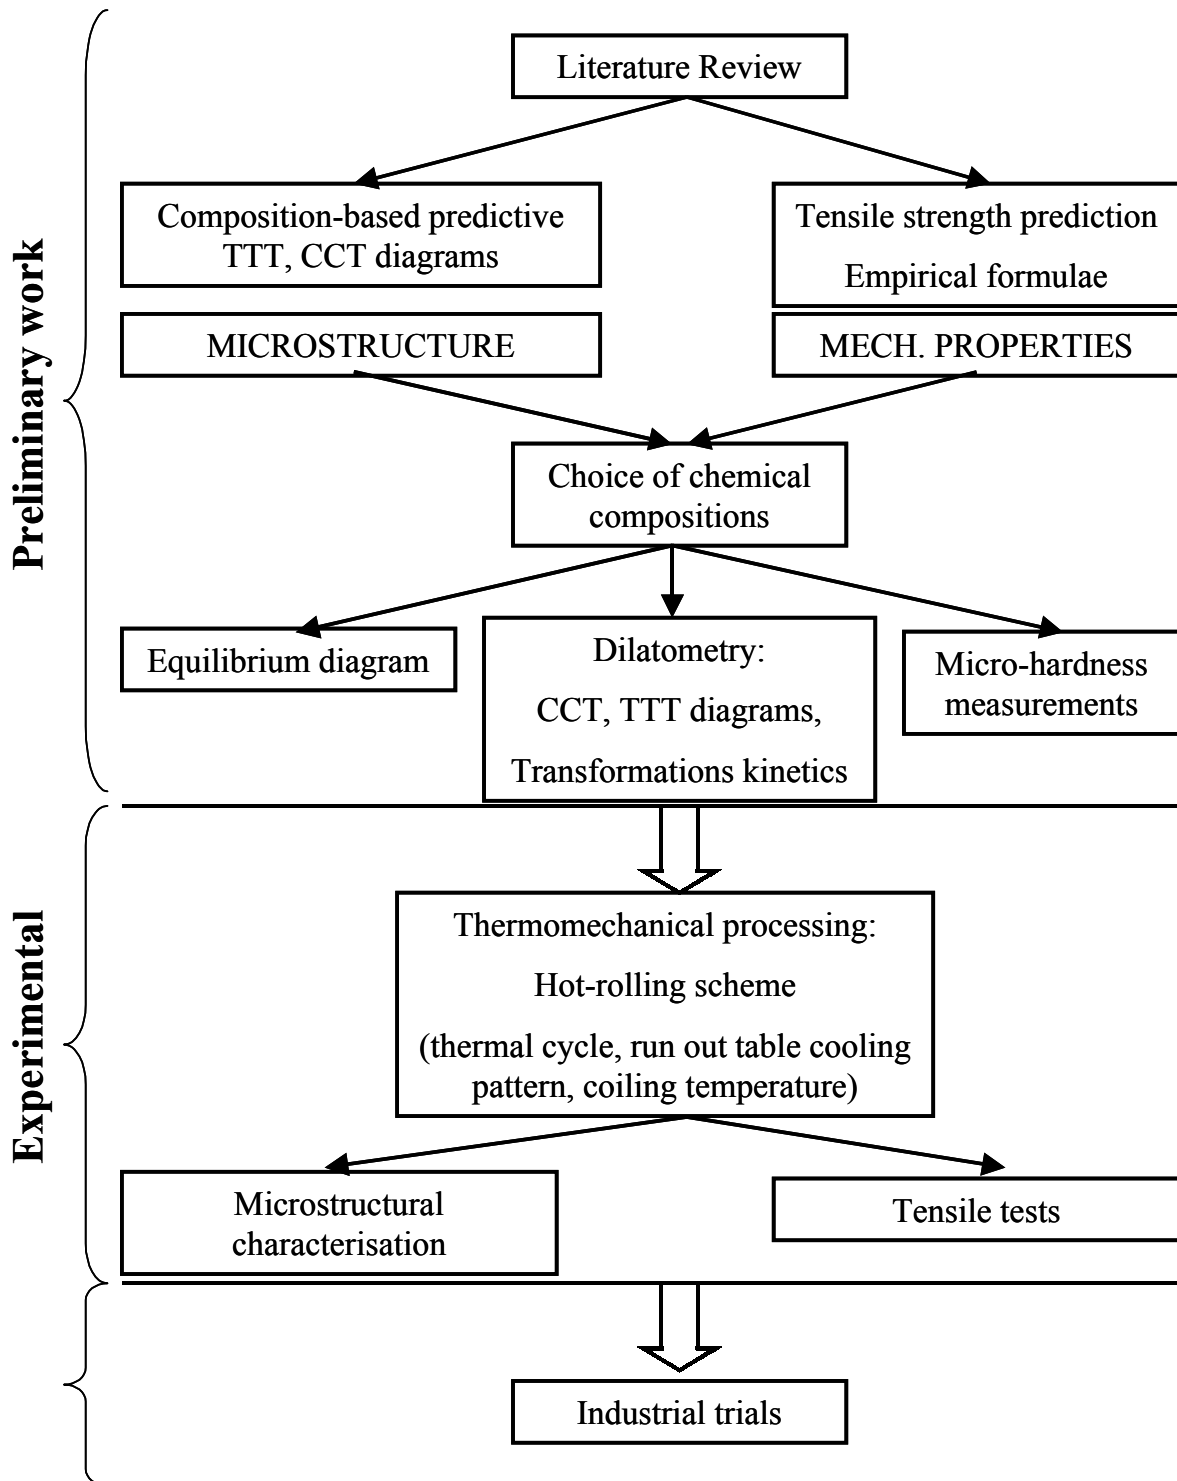 Preliminary work
Literature Review
Composition-based predictive
TTT, CCT diagrams
Tensile strength prediction
Empirical formulae
MICROSTRUCTURE
MECH. PROPERTIES
Choice of chemical
compositions
Equilibrium diagram
Dilatometry:
CCT, TTT diagrams,
Transformations kinetics
Micro-hardness
measurements
Experimental
Thermomechanical processing:
Hot-rolling scheme
(thermal cycle, run out table cooling
pattern, coiling temperature)
Microstructural
characterisation
Tensile tests
Industrial trials